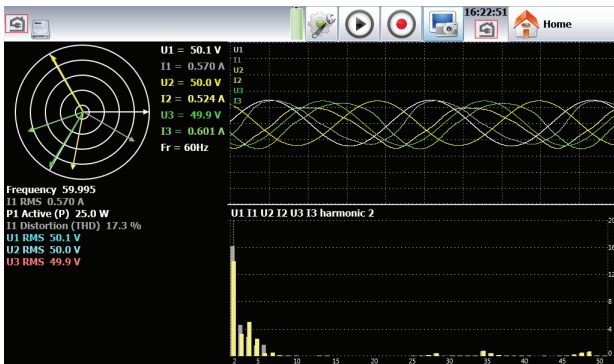 16:22:51
Home
U1 = 50.1 V
I1 = 0.570 A
U2 = 50.0 V
I2 = 0.524 A
U3 = 49.9 V
I3 = 0.601 A
Fr = 60Hz
U1
I1
U2
I2
U3
I3
Frequency 59.995
I1 RMS 0.570 A
P1 Active (P) 25.0 W
I1 Distortion (THD) 17.3 %
U1 RMS 50.1 V
U2 RMS 50.0 V
U3 RMS 49.9 V
U1 I1 U2 I2 U3 I3 harmonic 2
20
16
12
8
4
0
2 5 10 15 20 25 30 35 40 45 50